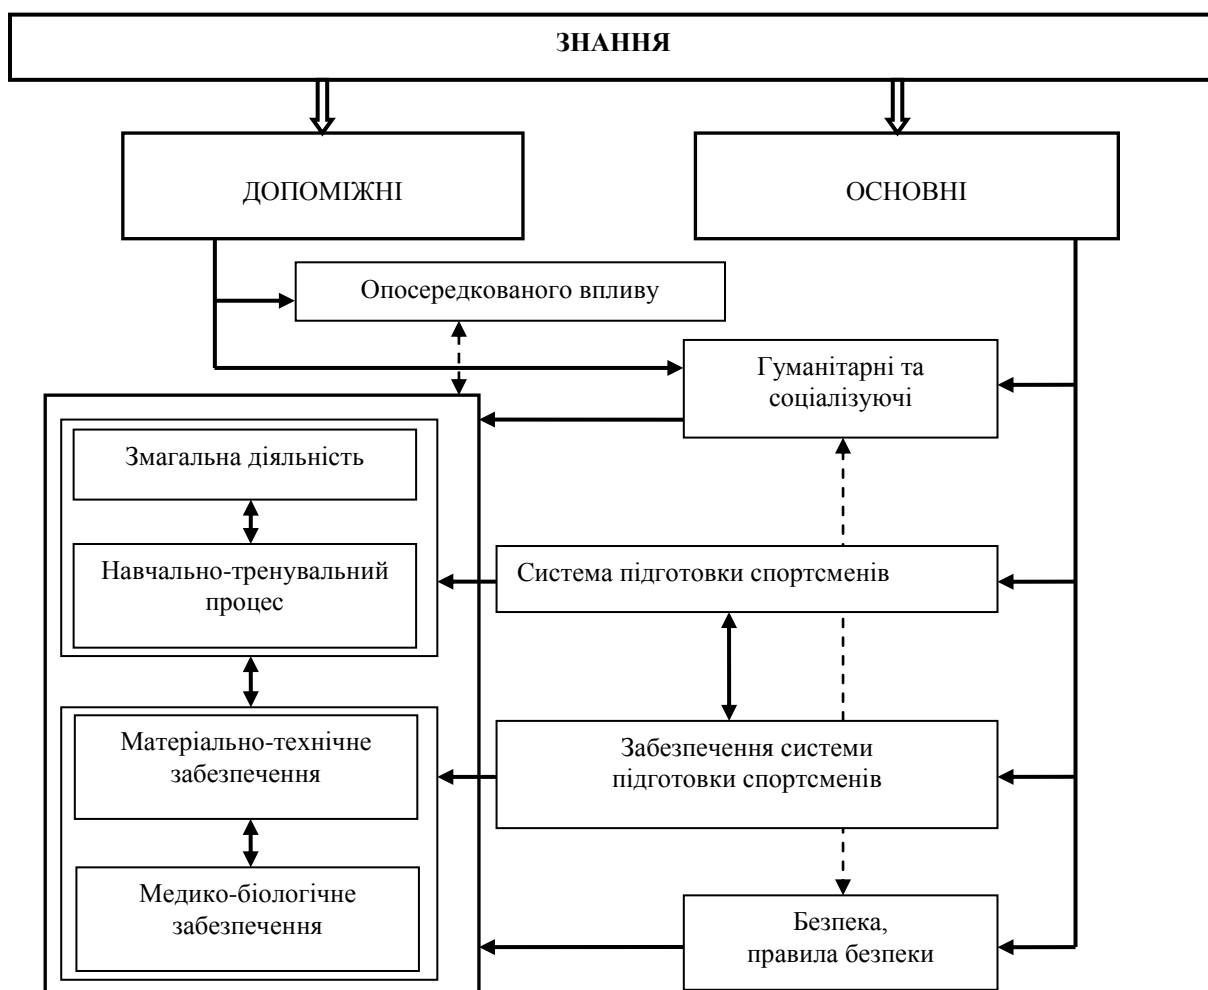 ЗНАННЯ
ДОПОМІЖНІ
ОСНОВНІ
Опосередкованого впливу
Гуманітарні та
соціалізуючі
Змагальна діяльність
Навчально-тренувальний
процес
Система підготовки спортсменів
Матеріально-технічне
забезпечення
Забезпечення системи
підготовки спортсменів
Медико-біологічне
забезпечення
Безпека,
правила безпеки